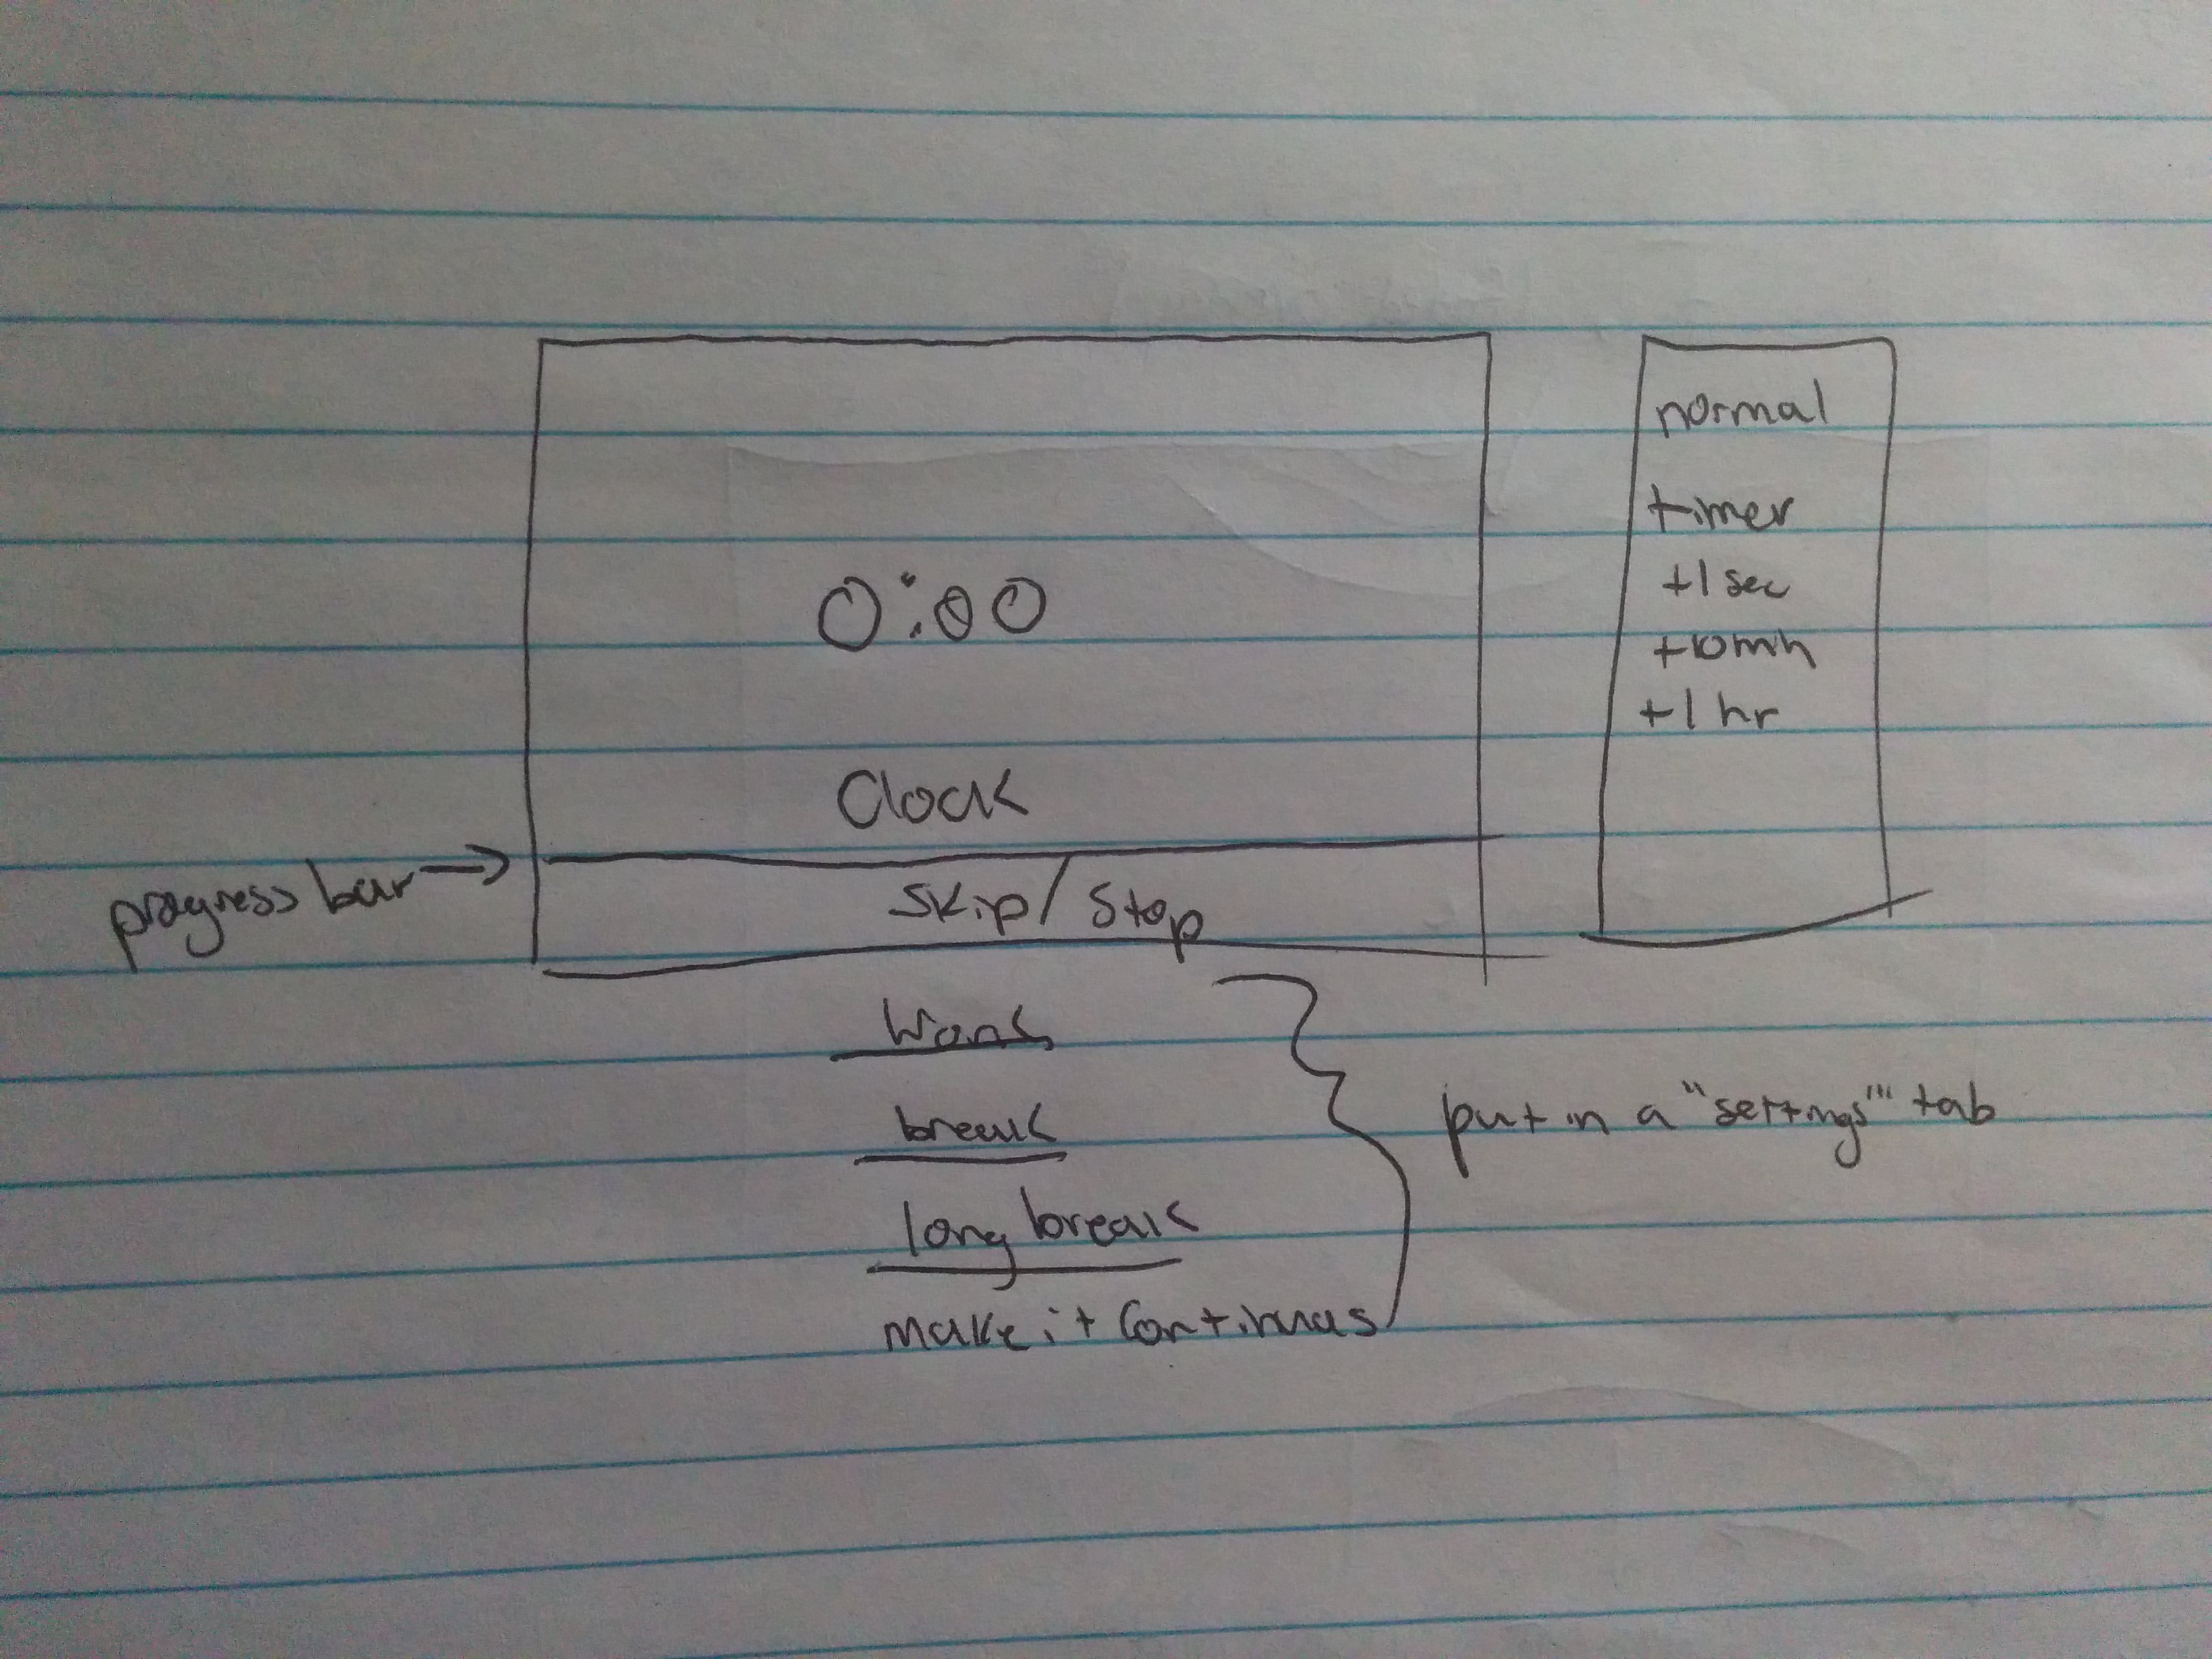 normal
timer
+1 sec
+10 min
+1 hr
0:00
Clock
progress bar
Skip/Stop
Work
break
long break
make it Continuas
put in a "settings" tab